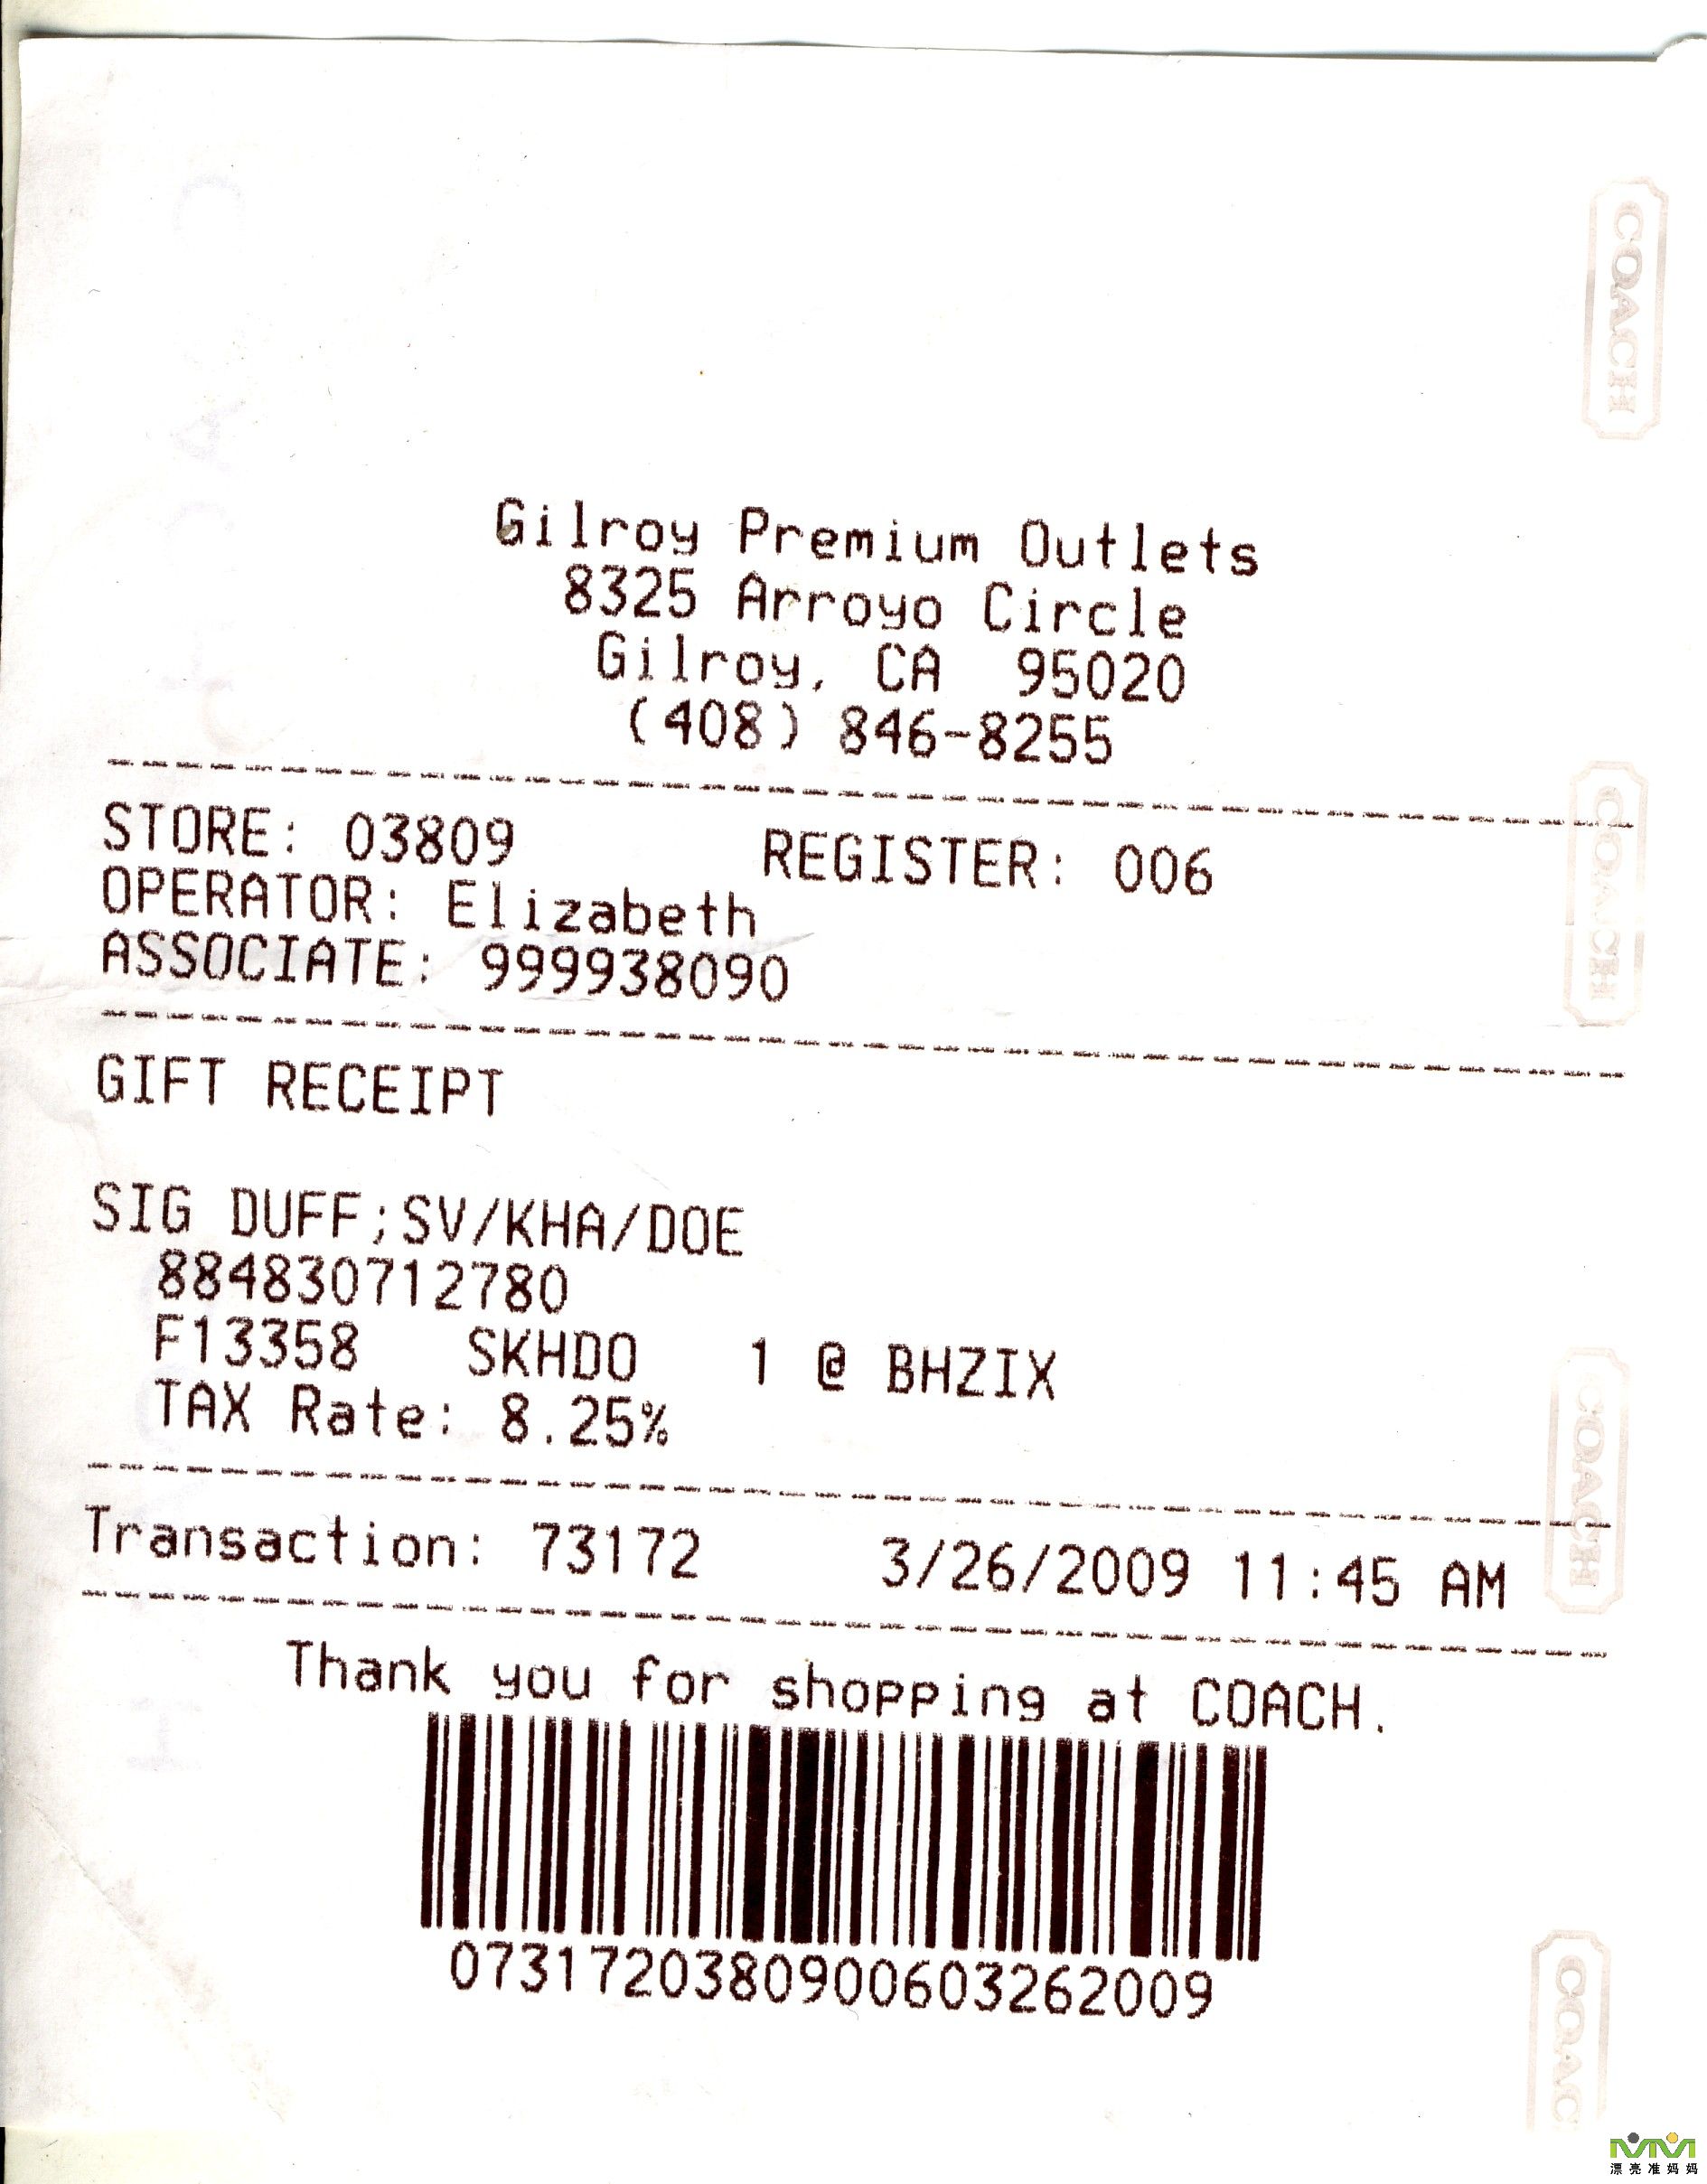 Gilroy Premium Outlets
8325 Arroyo Circle
Gilroy, CA 95020
(408) 846-8255
STORE: 03809 REGISTER: 006
OPERATOR: Elizabeth
ASSOCIATE: 999938090
GIFT RECEIPT
SIG DUFF;SV/KHA/DOE
884830712780
F13358 SKHDO 1 @ BHZIX
TAX Rate: 8.25%
Transaction: 73172 3/26/2009 11:45 AM
Thank you for shopping at COACH.
0731720380900603262009
COACH
COACH
COACH
COAC
漂亮准妈妈